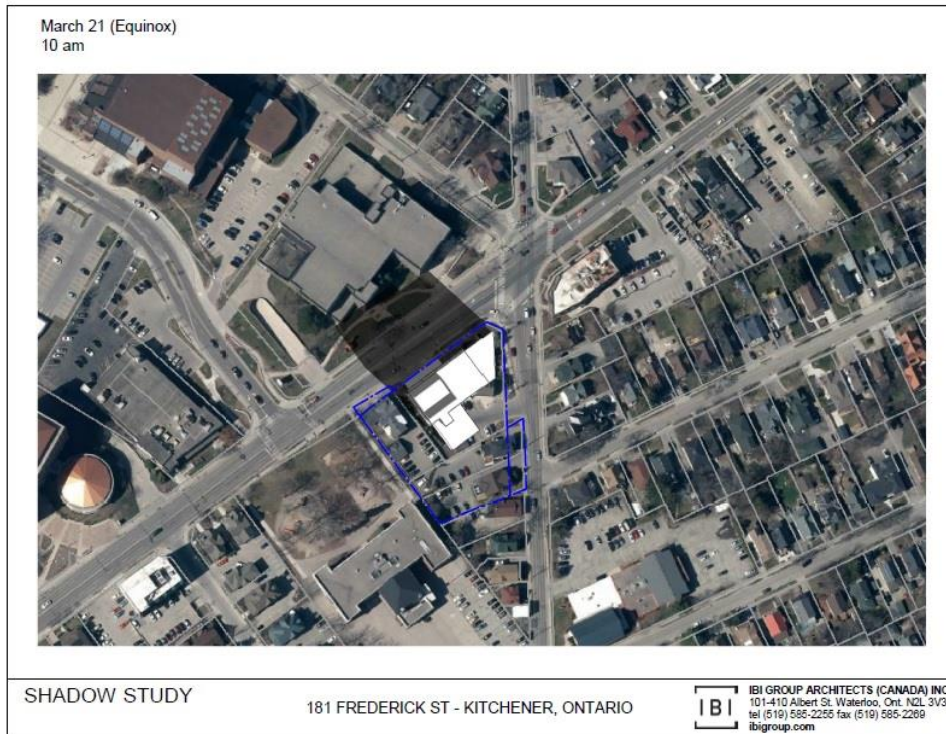 March 21 (Equinox)
10 am
SHADOW STUDY
181 FREDERICK ST - KITCHENER, ONTARIO
IBI
IBI GROUP ARCHITECTS (CANADA) INC
101-410 Albert St. Waterloo, Ont. N2L 3V3
tel (519) 585-2255 fax (519) 585-2269
ibigroup.com